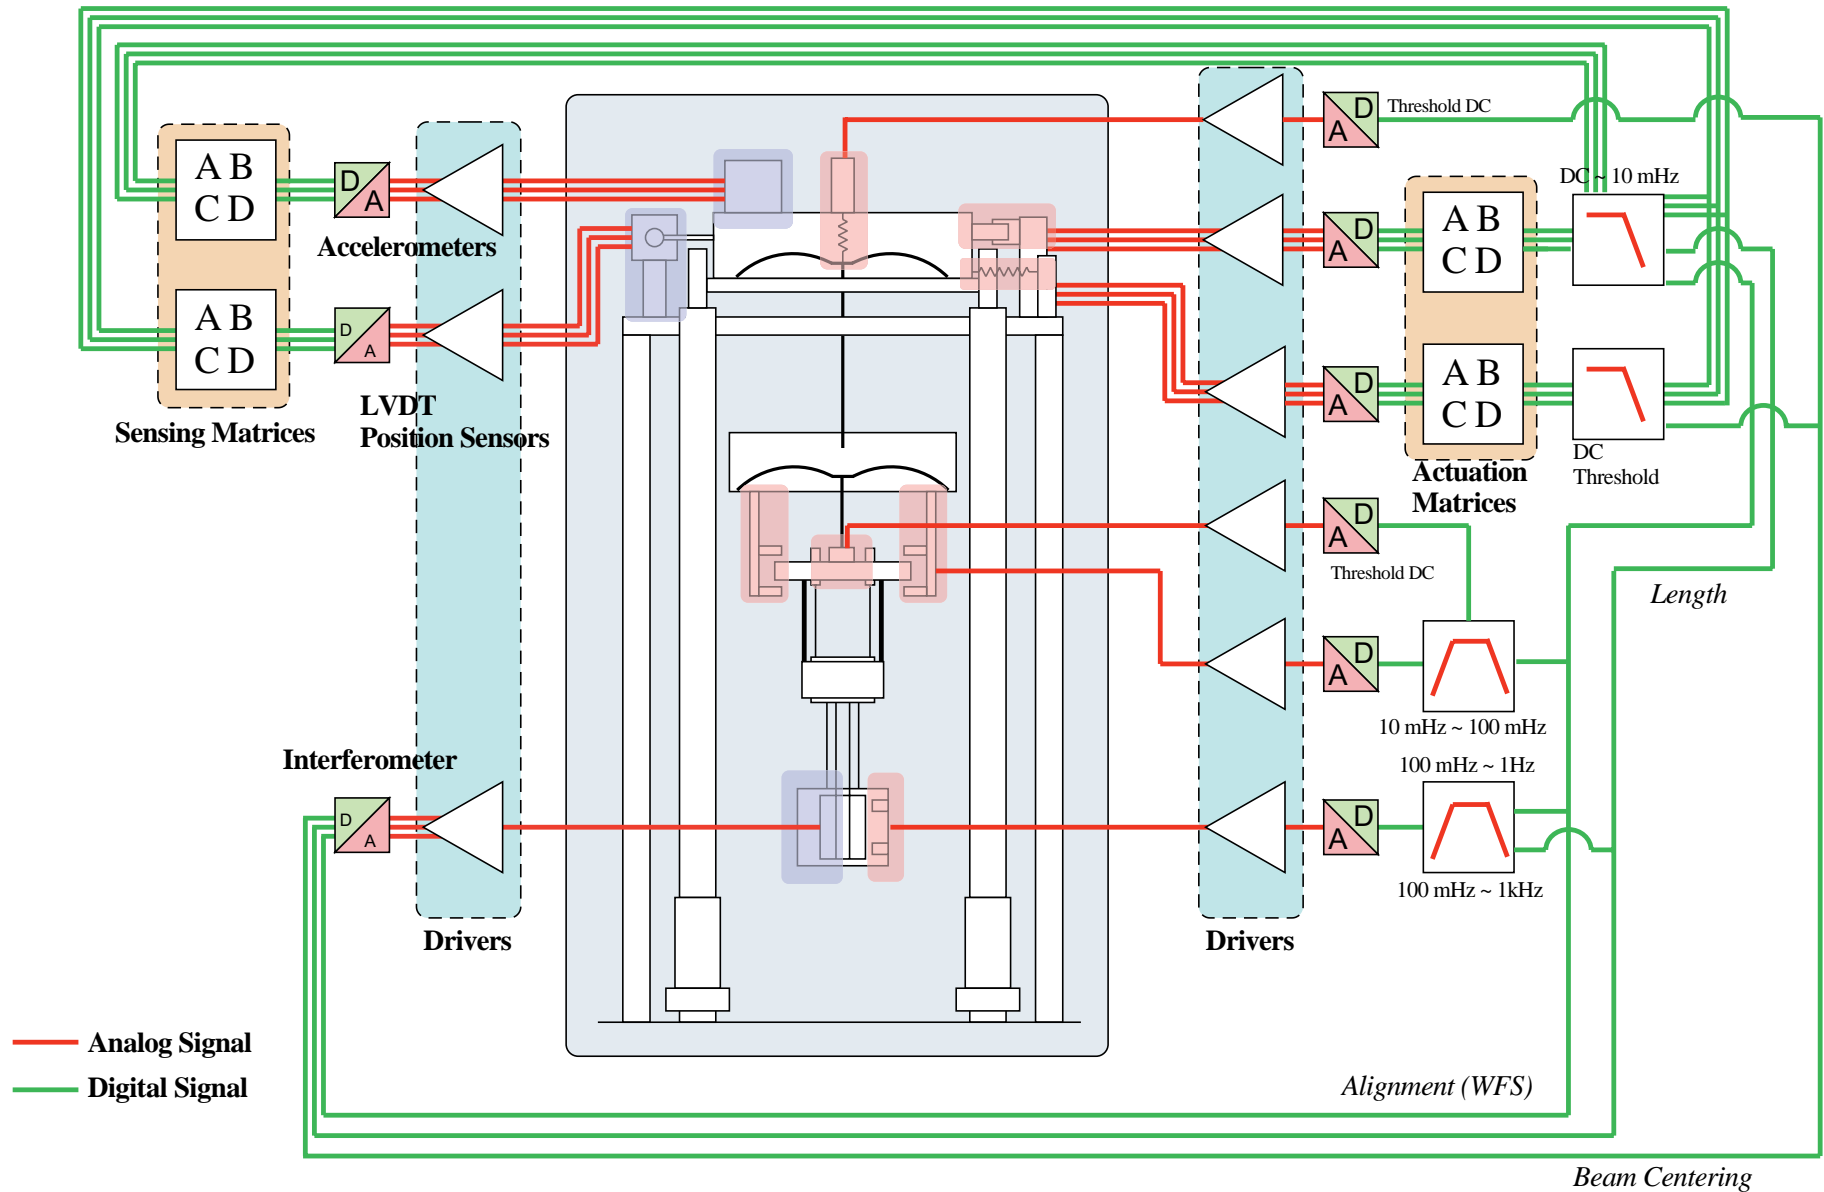 D
Threshold DC
A
A B
C D
D
A
Accelerometers
DC ~ 10 mHz
D
A
A B
C D
A B
C D
D
A
LVDT
Position Sensors
Sensing Matrices
D
A
A B
C D
DC
Threshold
Actuation
Matrices
D
A
Threshold DC
Length
D
A
10 mHz ~ 100 mHz
Interferometer
100 mHz ~ 1Hz
D
A
D
A
100 mHz ~ 1kHz
Drivers
Drivers
Analog Signal
Digital Signal
Alignment (WFS)
Beam Centering